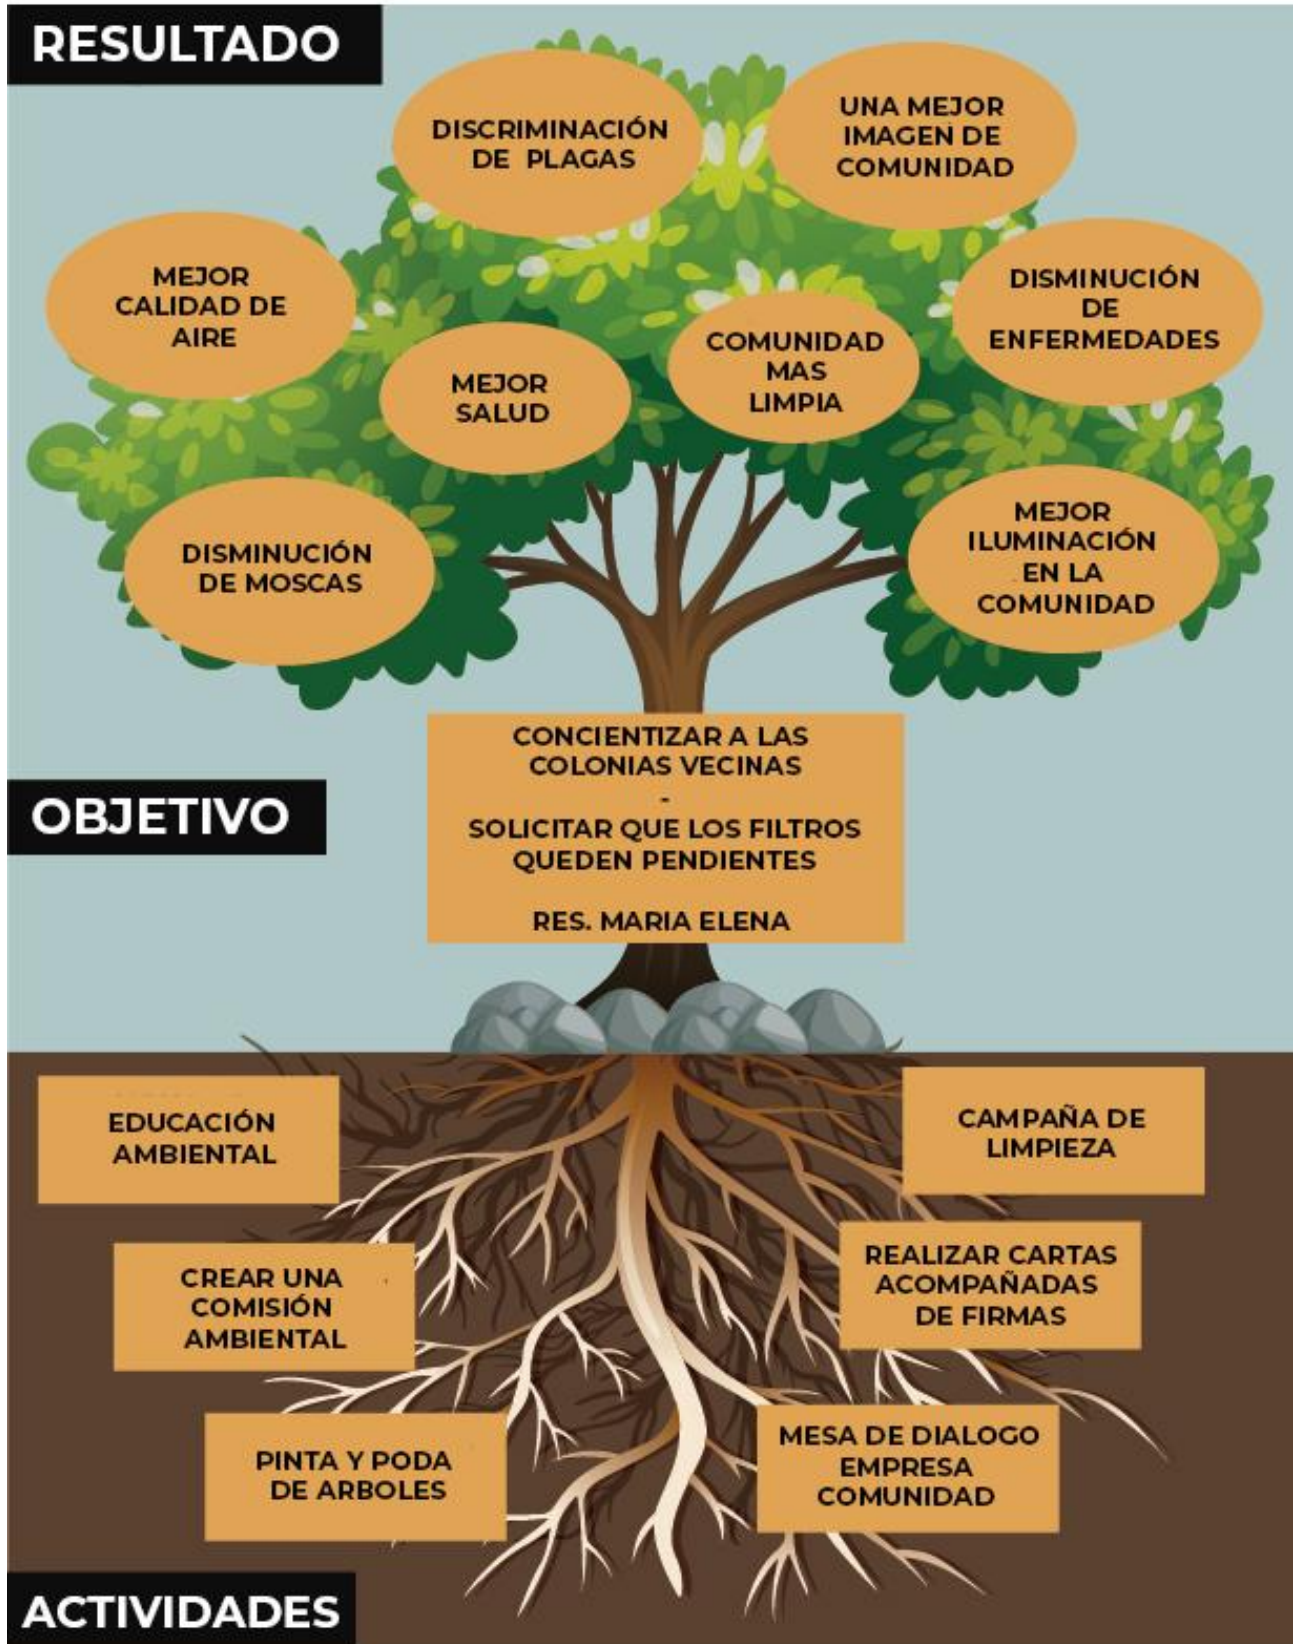 RESULTADO
DISCRIMINACIÓN
DE PLAGAS
UNA MEJOR
IMAGEN DE
COMUNIDAD
MEJOR
CALIDAD DE
AIRE
DISMINUCIÓN
DE
ENFERMEDADES
MEJOR
SALUD
COMUNIDAD
MAS
LIMPIA
DISMINUCIÓN
DE MOSCAS
MEJOR
ILUMINACIÓN
EN LA
COMUNIDAD
OBJETIVO
CONCIENTIZAR A LAS
COLONIAS VECINAS
-
SOLICITAR QUE LOS FILTROS
QUEDEN PENDIENTES
RES. MARIA ELENA
EDUCACIÓN
AMBIENTAL
CAMPAÑA DE
LIMPIEZA
CREAR UNA
COMISIÓN
AMBIENTAL
REALIZAR CARTAS
ACOMPAÑADAS
DE FIRMAS
PINTA Y PODA
DE ARBOLES
MESA DE DIALOGO
EMPRESA
COMUNIDAD
ACTIVIDADES